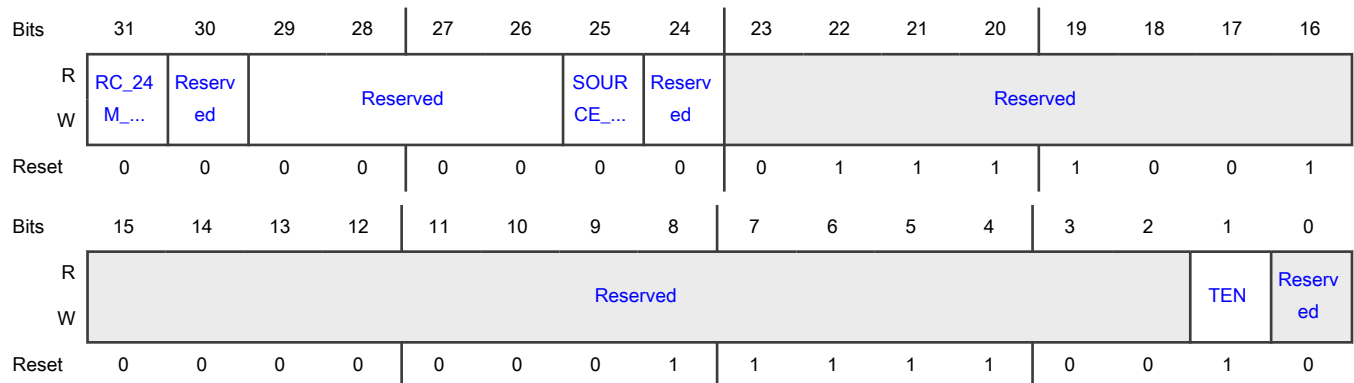 Bits 31 30 29 28 27 26 25 24 23 22 21 20 19 18 17 16
R
RC_24 Reserv Reserved SOUR Reserv Reserved
M_... ed CE_... ed
W
Reset 0 0 0 0 0 0 0 0 0 1 1 1 1 0 0 1
Bits 15 14 13 12 11 10 9 8 7 6 5 4 3 2 1 0
R
Reserved TEN Reserv
ed
W
Reset 0 0 0 0 0 0 0 1 1 1 1 1 0 0 1 0